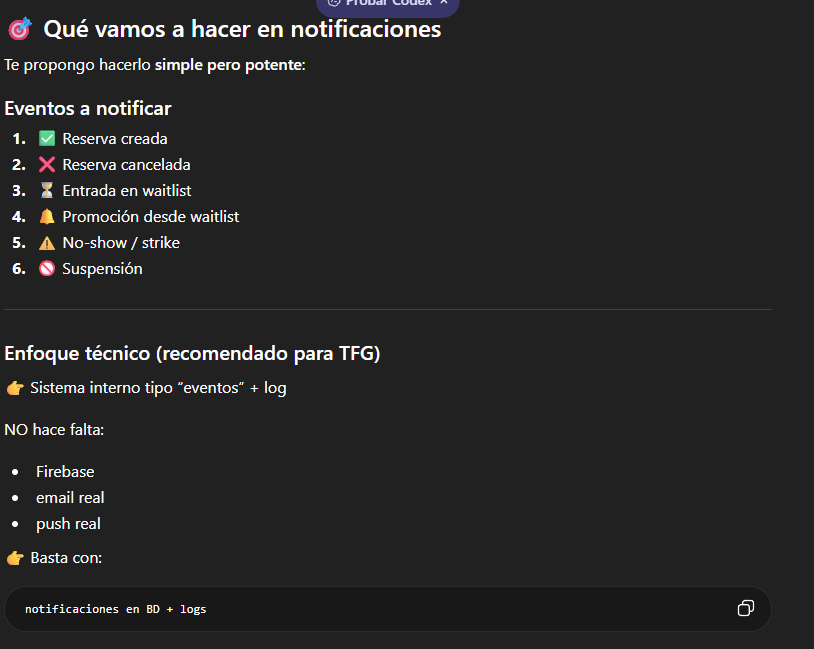 Probar Codex ×
🎯 Qué vamos a hacer en notificaciones
Te propongo hacerlo simple pero potente:
Eventos a notificar
1. ✅ Reserva creada
2. ❌ Reserva cancelada
3. ⏳ Entrada en waitlist
4. 🔔 Promoción desde waitlist
5. ⚠️ No-show / strike
6. 🚫 Suspensión
Enfoque técnico (recomendado para TFG)
👉 Sistema interno tipo “eventos” + log
NO hace falta:
• Firebase
• email real
• push real
👉 Basta con:
notificaciones en BD + logs